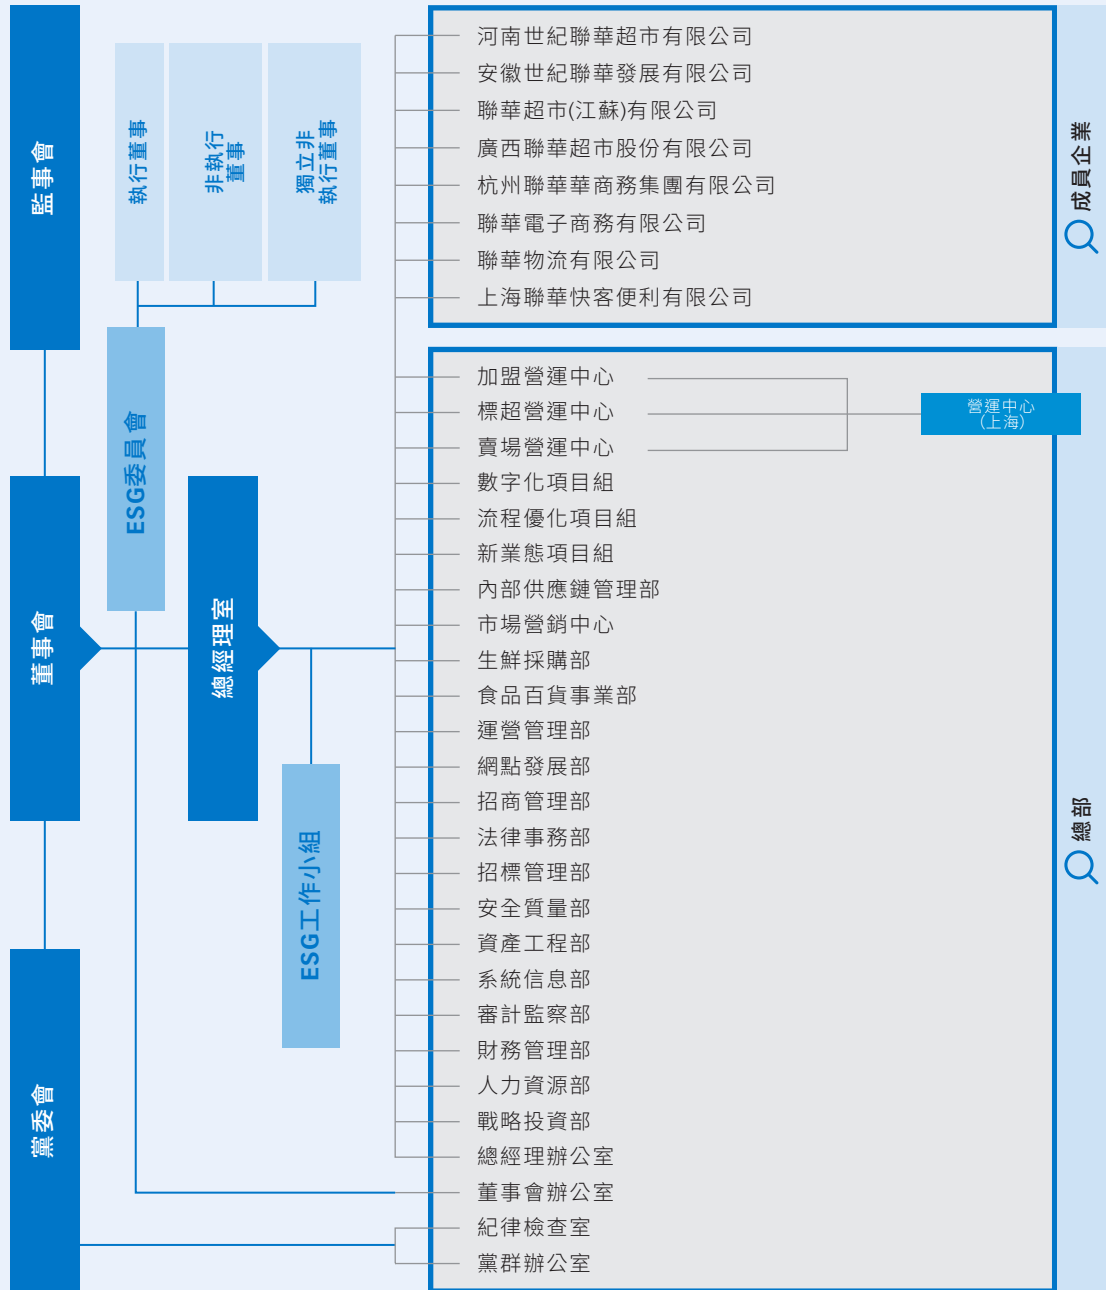 監事會
董事會
黨委會
執行董事
非執行
董事
獨立非
執行董事
ESG委員會
總經理室
ESG工作小組
成員企業
河南世紀聯華超市有限公司
安徽世紀聯華發展有限公司
聯華超市(江蘇)有限公司
廣西聯華超市股份有限公司
杭州聯華華商務集團有限公司
聯華電子商務有限公司
聯華物流有限公司
上海聯華快客便利有限公司
總部
加盟營運中心
標超營運中心
賣場營運中心
營運中心
(上海)
數字化項目組
流程優化項目組
新業態項目組
內部供應鏈管理部
市場營銷中心
生鮮採購部
食品百貨事業部
運營管理部
網點發展部
招商管理部
法律事務部
招標管理部
安全質量部
資產工程部
系統信息部
審計監察部
財務管理部
人力資源部
戰略投資部
總經理辦公室
董事會辦公室
紀律檢查室
黨群辦公室